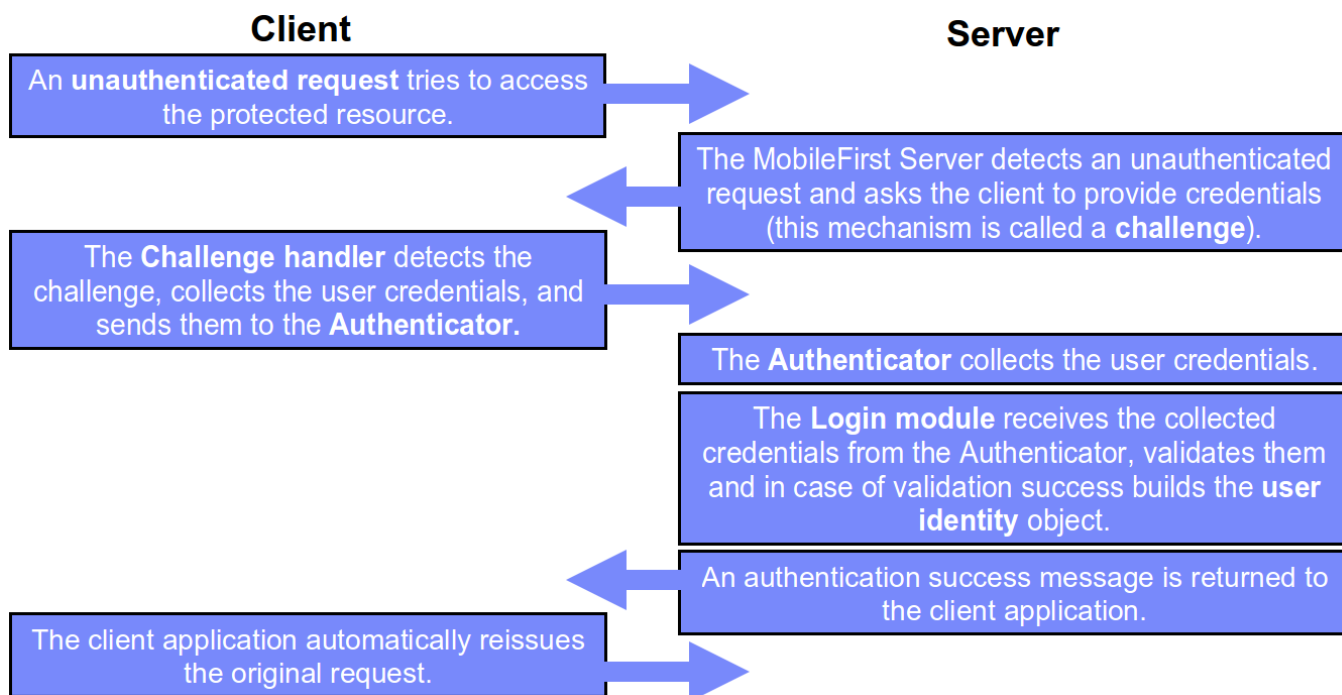 Client
Server
An unauthenticated request tries to access
the protected resource.
The MobileFirst Server detects an unauthenticated
request and asks the client to provide credentials
(this mechanism is called a challenge).
The Challenge handler detects the
challenge, collects the user credentials, and
sends them to the Authenticator.
The Authenticator collects the user credentials.
The Login module receives the collected
credentials from the Authenticator, validates them
and in case of validation success builds the user
identity object.
An authentication success message is returned to
the client application.
The client application automatically reissues
the original request.